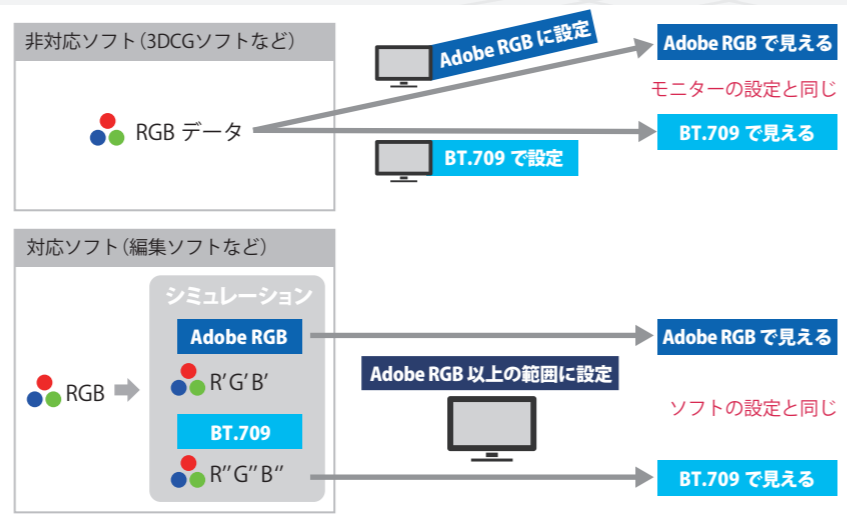 非対応ソフト（3DCGソフトなど）
RGB データ
Adobe RGB に設定
BT.709 で設定
Adobe RGB で見える
モニターの設定と同じ
BT.709 で見える
対応ソフト（編集ソフトなど）
RGB
シミュレーション
Adobe RGB
R′G′B′
BT.709
R″G″B″
Adobe RGB 以上の範囲に設定
Adobe RGB で見える
ソフトの設定と同じ
BT.709 で見える